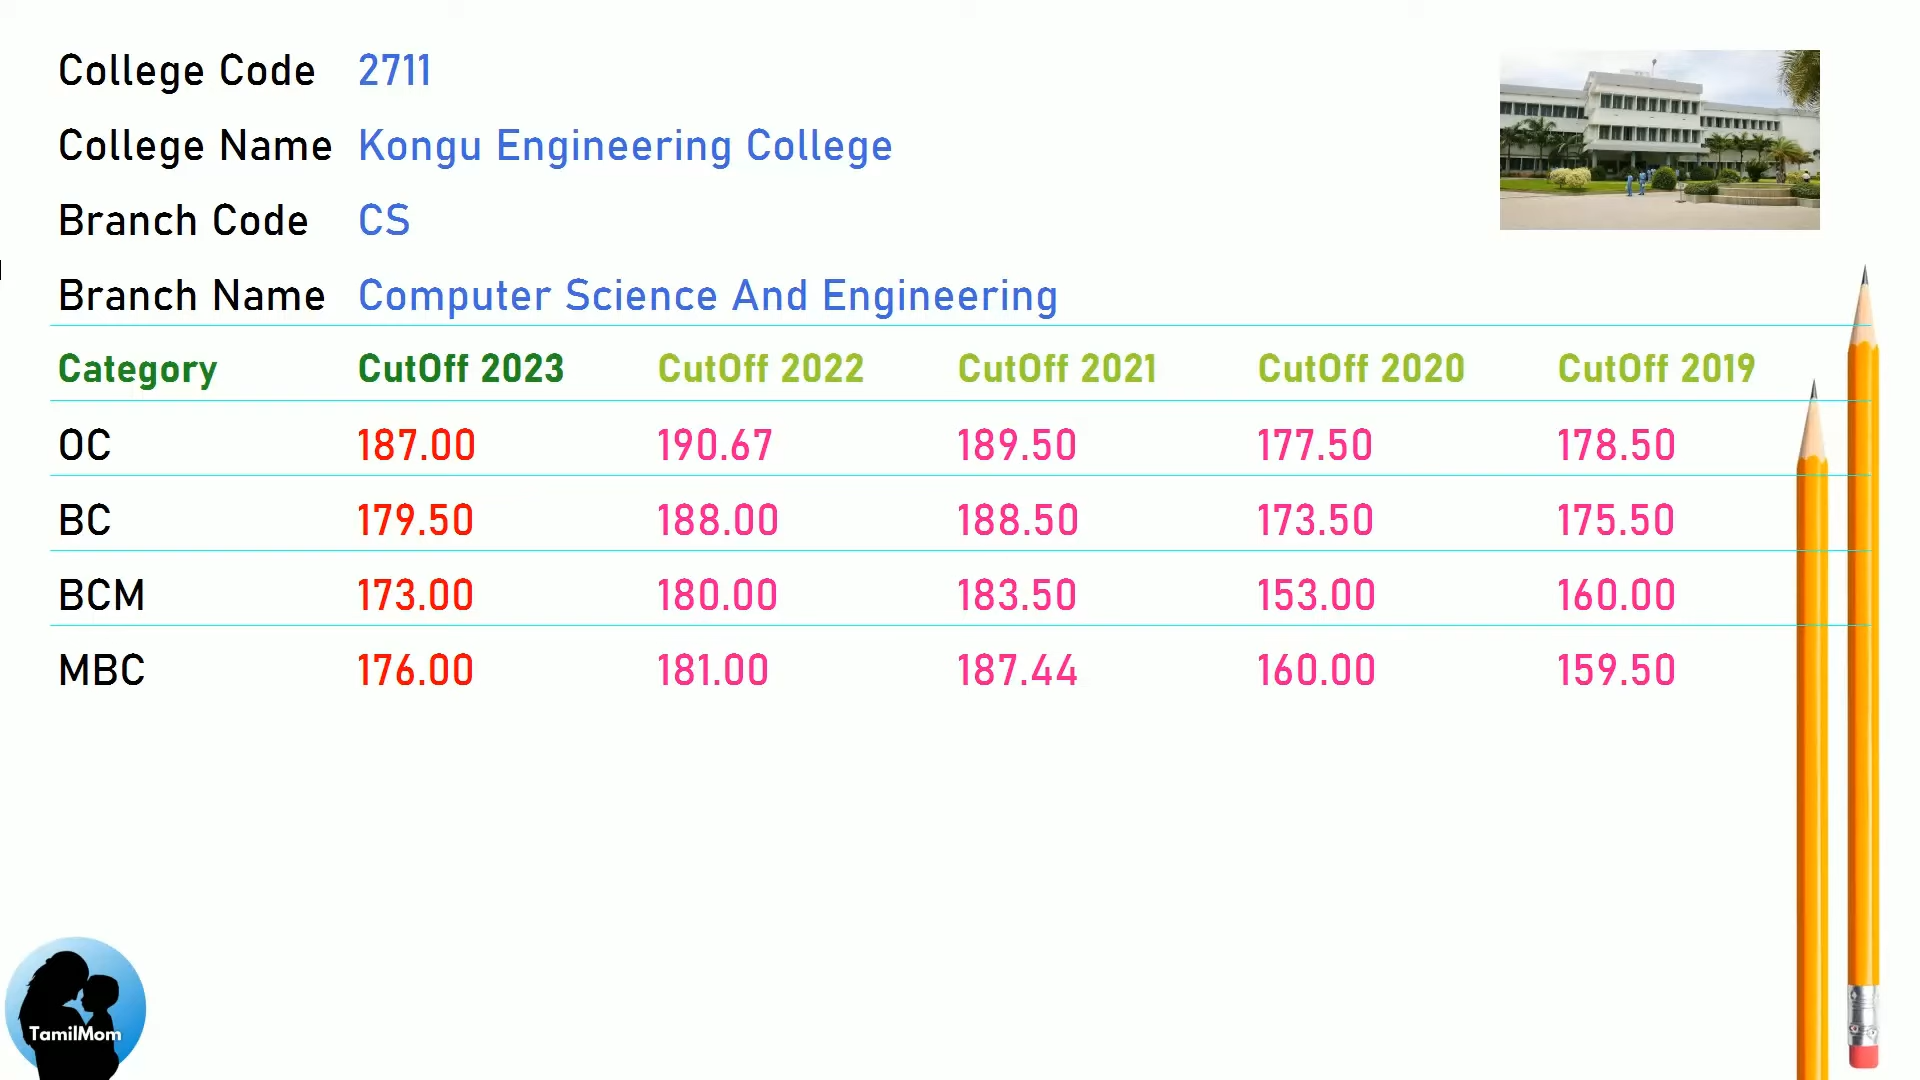 College Code 2711
College Name Kongu Engineering College
Branch Code CS
Branch Name Computer Science And Engineering
Category CutOff 2023 CutOff 2022 CutOff 2021 CutOff 2020 CutOff 2019
OC 187.00 190.67 189.50 177.50 178.50
BC 179.50 188.00 188.50 173.50 175.50
BCM 173.00 180.00 183.50 153.00 160.00
MBC 176.00 181.00 187.44 160.00 159.50
TamilMom